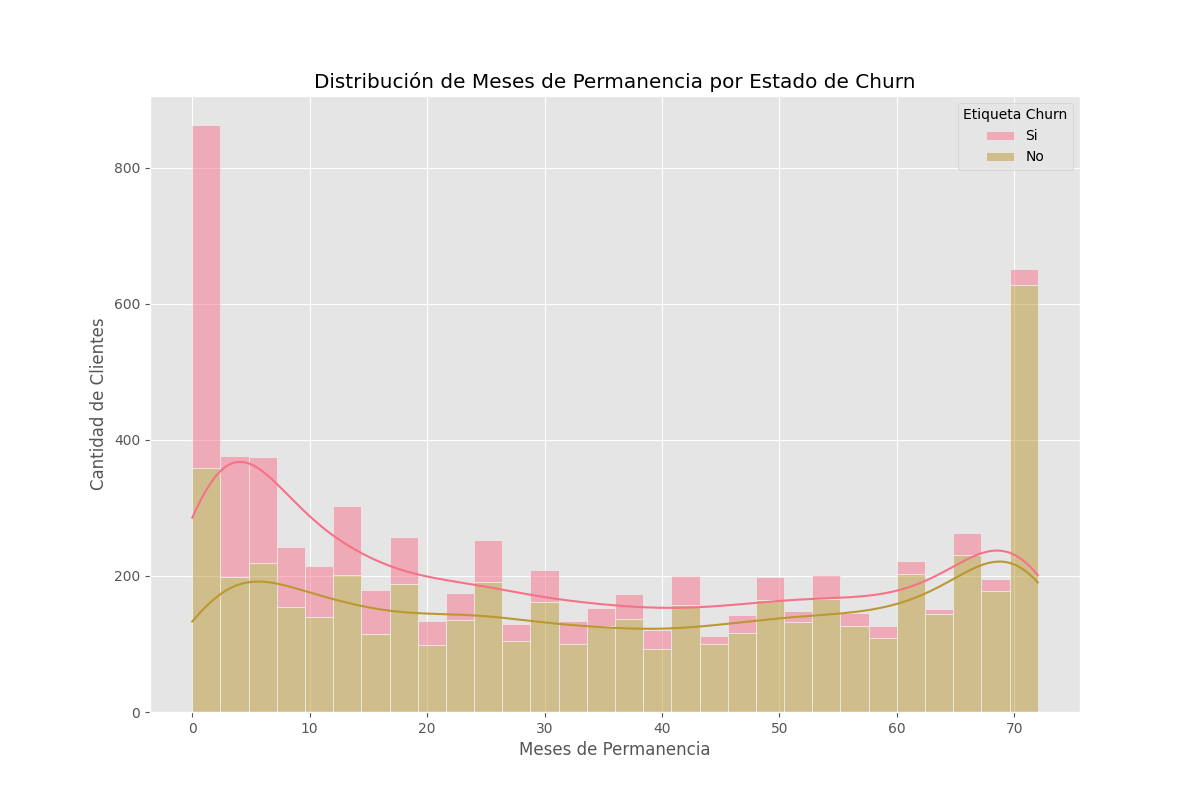 Distribución de Meses de Permanencia por Estado de Churn
Etiqueta Churn
Si
No
Cantidad de Clientes
800
600
400
200
0
0 10 20 30 40 50 60 70
Meses de Permanencia